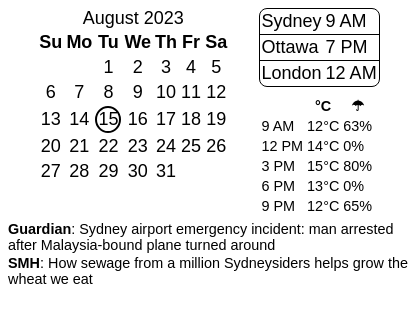 August 2023
Su Mo Tu We Th Fr Sa
1 2 3 4 5
6 7 8 9 10 11 12
13 14 15 16 17 18 19
20 21 22 23 24 25 26
27 28 29 30 31
Sydney 9 AM
Ottawa 7 PM
London 12 AM
°C ☂
9 AM 12°C 63%
12 PM 14°C 0%
3 PM 15°C 80%
6 PM 13°C 0%
9 PM 12°C 65%
Guardian: Sydney airport emergency incident: man arrested
after Malaysia-bound plane turned around
SMH: How sewage from a million Sydneysiders helps grow the
wheat we eat